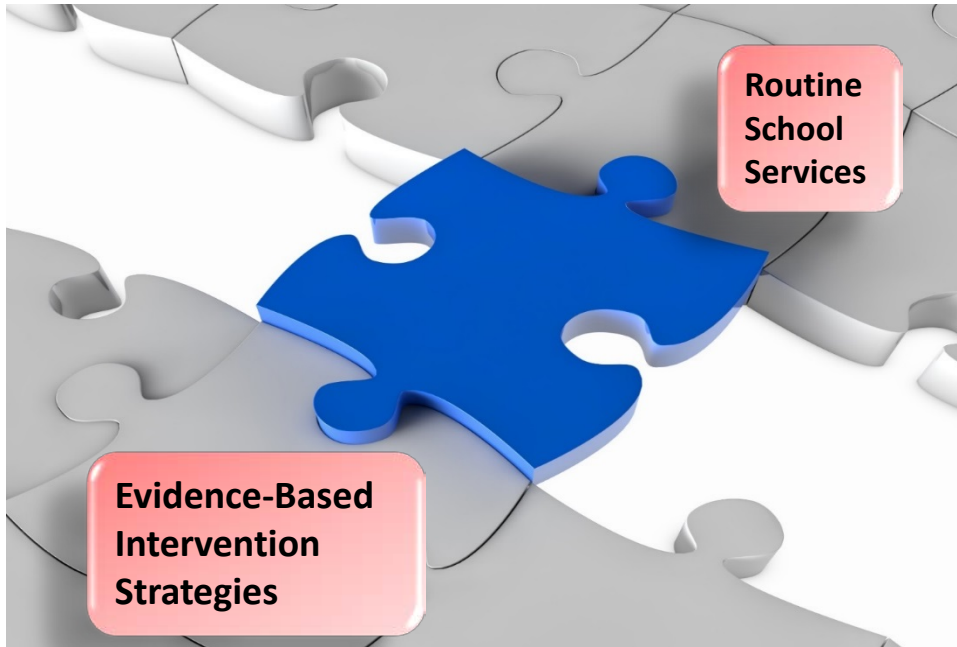 Routine
School
Services
Evidence-Based
Intervention
Strategies